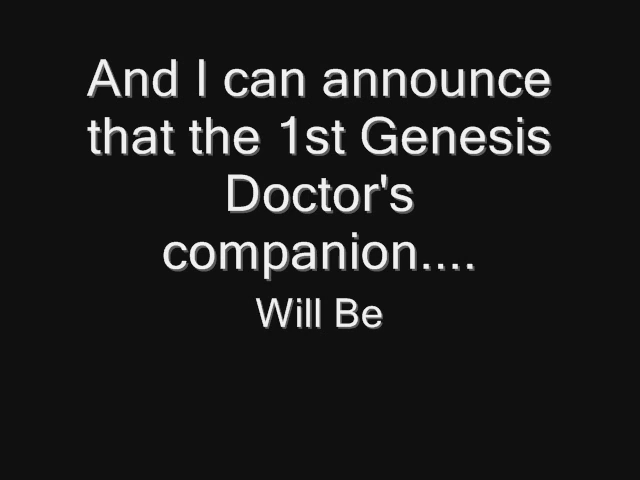 And I can announce
that the 1st Genesis
Doctor's
companion....
Will Be